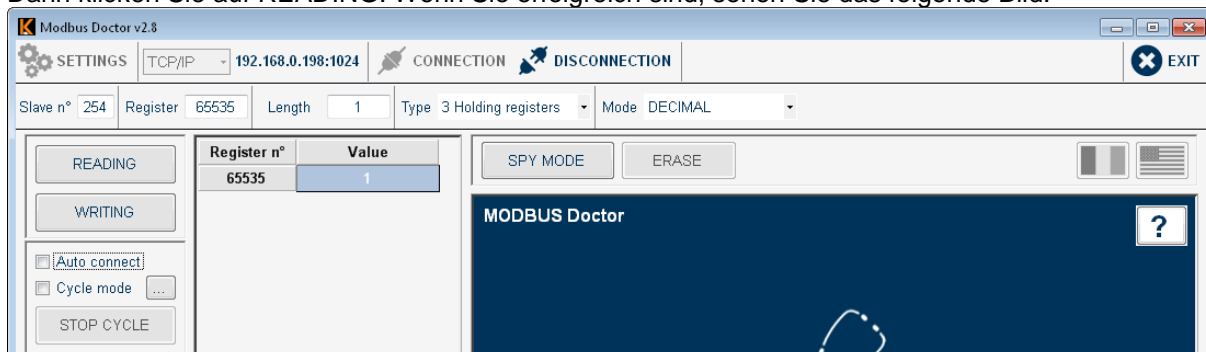 Dann klicken Sie auf READING. Wenn Sie erfolgreich sind, sehen Sie das folgende Bild:
Modbus Doctor v2.8
SETTINGS TCP/IP 192.168.0.198:1024 CONNECTION DISCONNECTION EXIT
Slave n° 254 Register 65535 Length 1 Type 3 Holding registers Mode DECIMAL
READING Register n° Value SPY MODE ERASE
65535 1
WRITING MODBUS Doctor ?
Auto connect
Cycle mode ...
STOP CYCLE